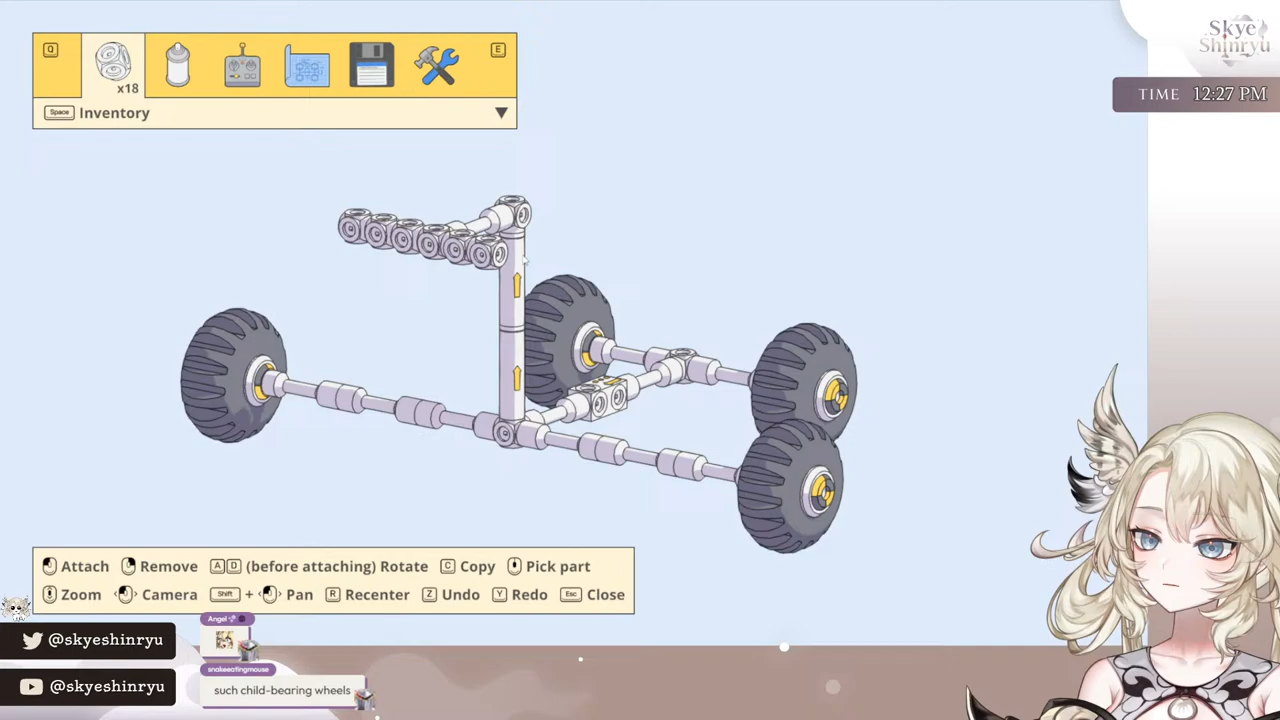 Skye
Shinryu
TIME 12:27 PM
Q
x18
E
Space Inventory
Attach Remove A D (before attaching) Rotate C Copy Pick part
Zoom Camera Shift + Pan R Recenter Z Undo Y Redo Esc Close
Angel
@skyeshinryu
snakeeatingmouse
@skyeshinryu
such child-bearing wheels